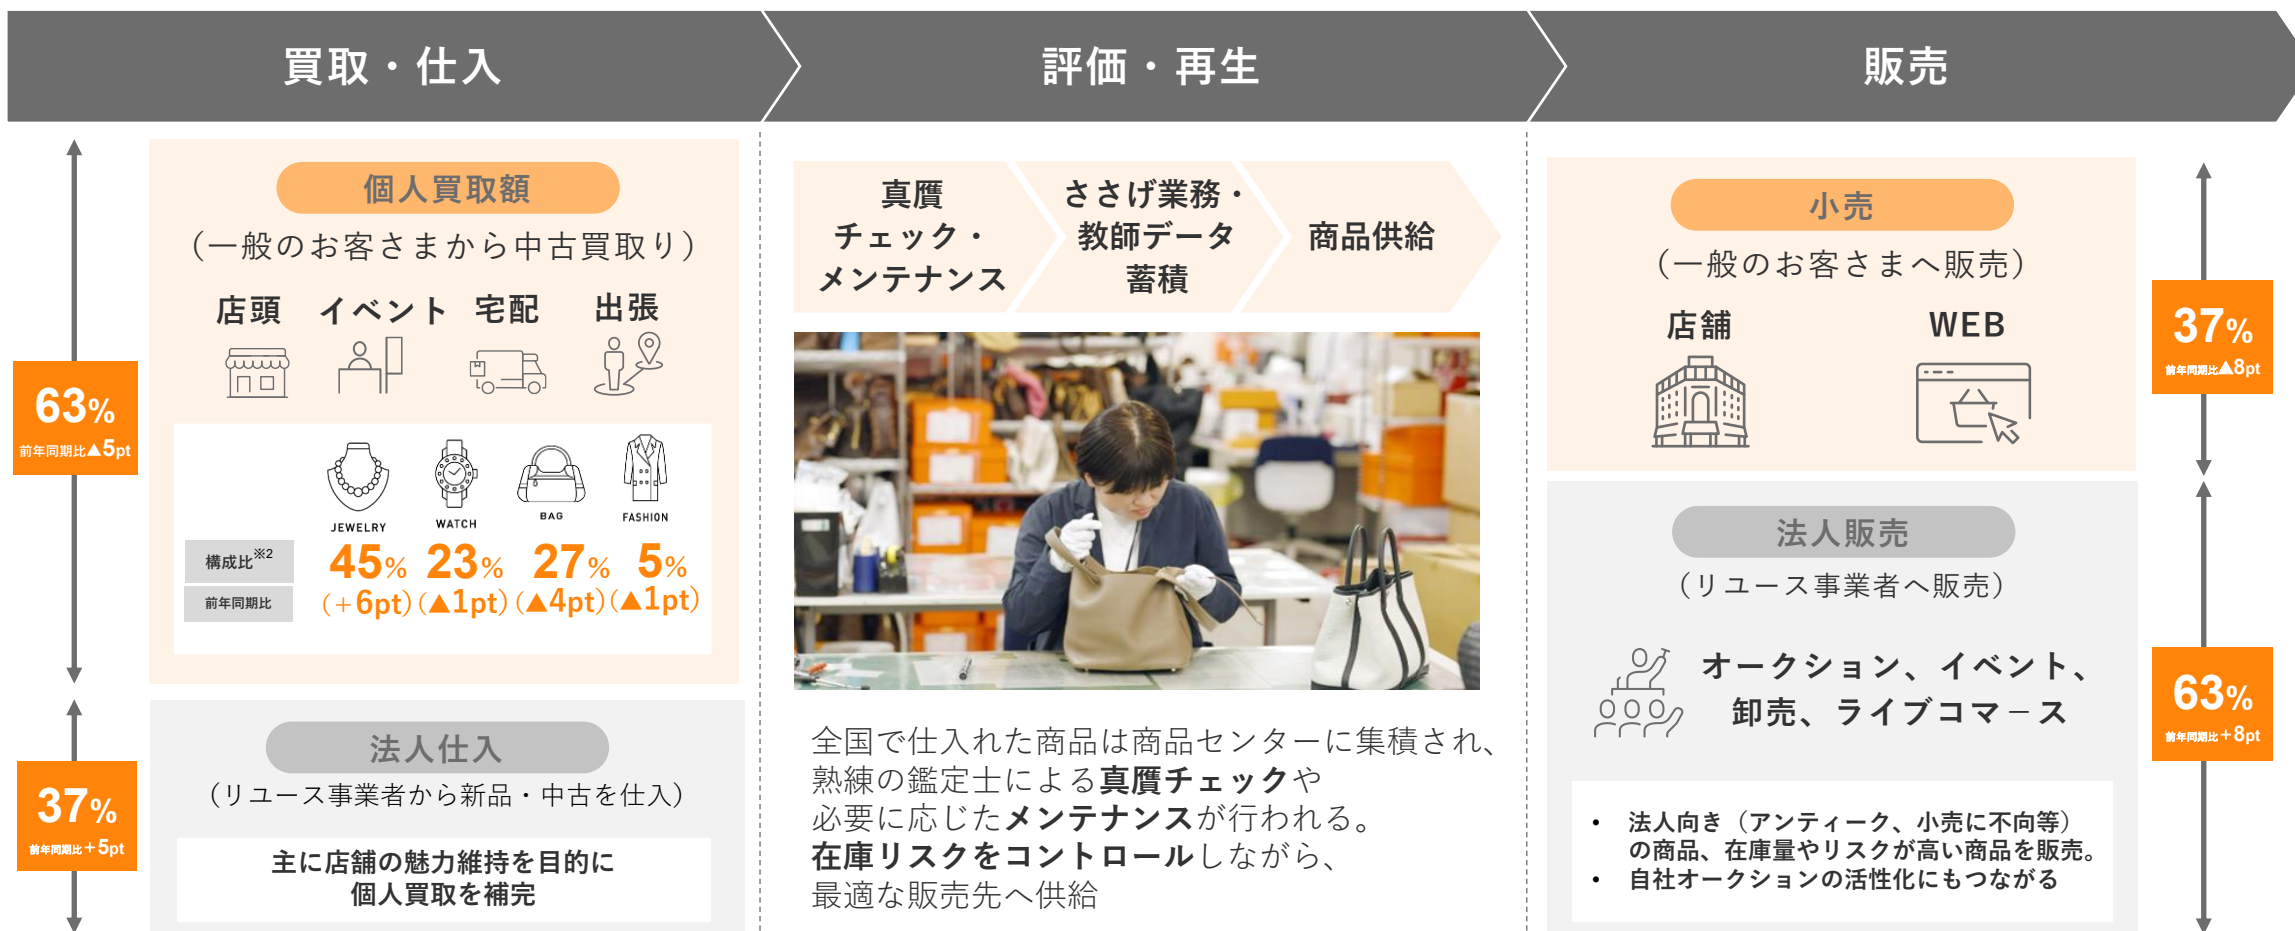 買取・仕入
評価・再生
販売
個人買取額
（一般のお客さまから中古買取り）
店頭
イベント
宅配
出張
63%
前年同期比▲5pt
JEWELRY
WATCH
BAG
FASHION
構成比※2
45%
23%
27%
5%
前年同期比
(+6pt)
(▲1pt)
(▲4pt)
(▲1pt)
法人仕入
（リユース事業者から新品・中古を仕入）
37%
前年同期比+5pt
主に店舗の魅力維持を目的に
個人買取を補完
真贋
チェック・
メンテナンス
ささげ業務・
教師データ
蓄積
商品供給
全国で仕入れた商品は商品センターに集積され、
熟練の鑑定士による真贋チェックや
必要に応じたメンテナンスが行われる。
在庫リスクをコントロールしながら、
最適な販売先へ供給
小売
（一般のお客さまへ販売）
店舗
WEB
37%
前年同期比▲8pt
法人販売
（リユース事業者へ販売）
オークション、イベント、
卸売、ライブコマース
63%
前年同期比+8pt
• 法人向き（アンティーク、小売に不向等）
の商品、在庫量やリスクが高い商品を販売。
• 自社オークションの活性化にもつながる